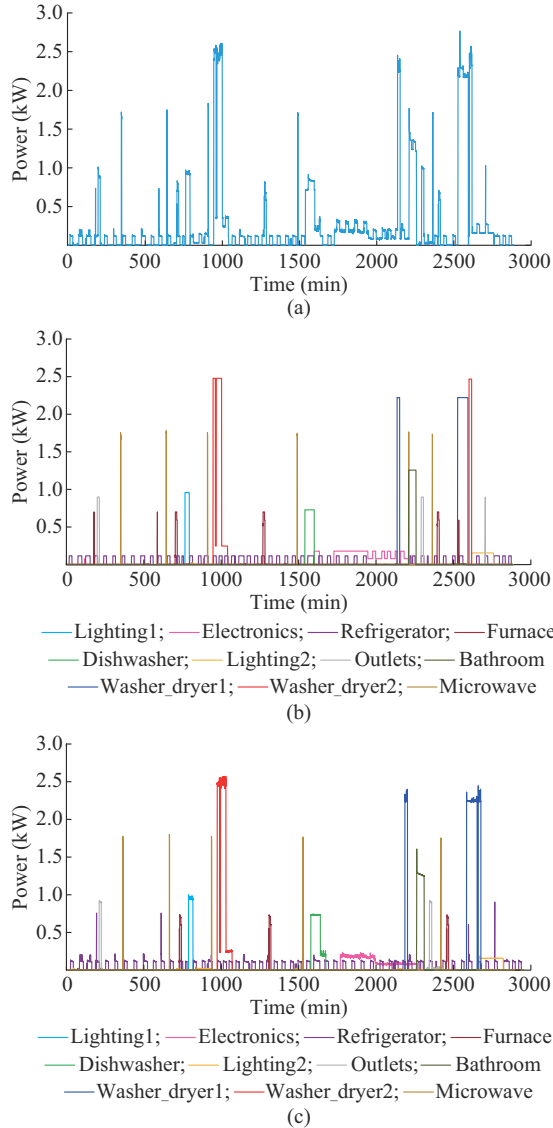 3.0
2.5
2.0
1.5
1.0
0.5
Power (kW)
0 500 1000 1500 2000 2500 3000
Time (min)
(a)
3.0
2.5
2.0
1.5
1.0
0.5
Power (kW)
0 500 1000 1500 2000 2500 3000
Time (min)
Lighting1; Electronics; Refrigerator; Furnace
Dishwasher; Lighting2; Outlets; Bathroom
Washer_dryer1; Washer_dryer2; Microwave
(b)
3.0
2.5
2.0
1.5
1.0
0.5
Power (kW)
0 500 1000 1500 2000 2500 3000
Time (min)
Lighting1; Electronics; Refrigerator; Furnace
Dishwasher; Lighting2; Outlets; Bathroom
Washer_dryer1; Washer_dryer2; Microwave
(c)